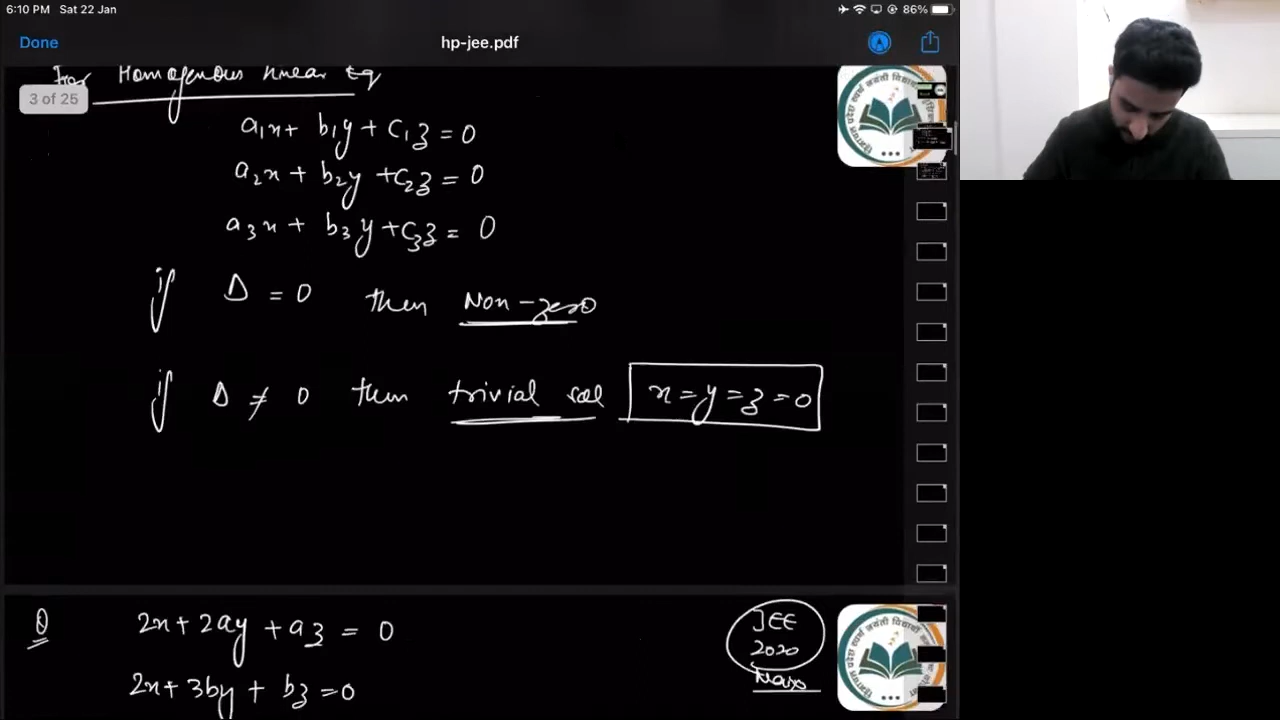 6:10 PM Sat 22 Jan
86%
Done
hp-jee.pdf
For Homogenous linear Eq
3 of 25
a₁x + b₁y + c₁z = 0
a₂x + b₂y + c₂z = 0
a₃x + b₃y + c₃z = 0
if Δ = 0 then Non-zero
if Δ ≠ 0 then trivial sol x = y = z = 0
Q 2x + 2ay + az = 0
JEE
2020
Mains
2x + 3by + bz = 0